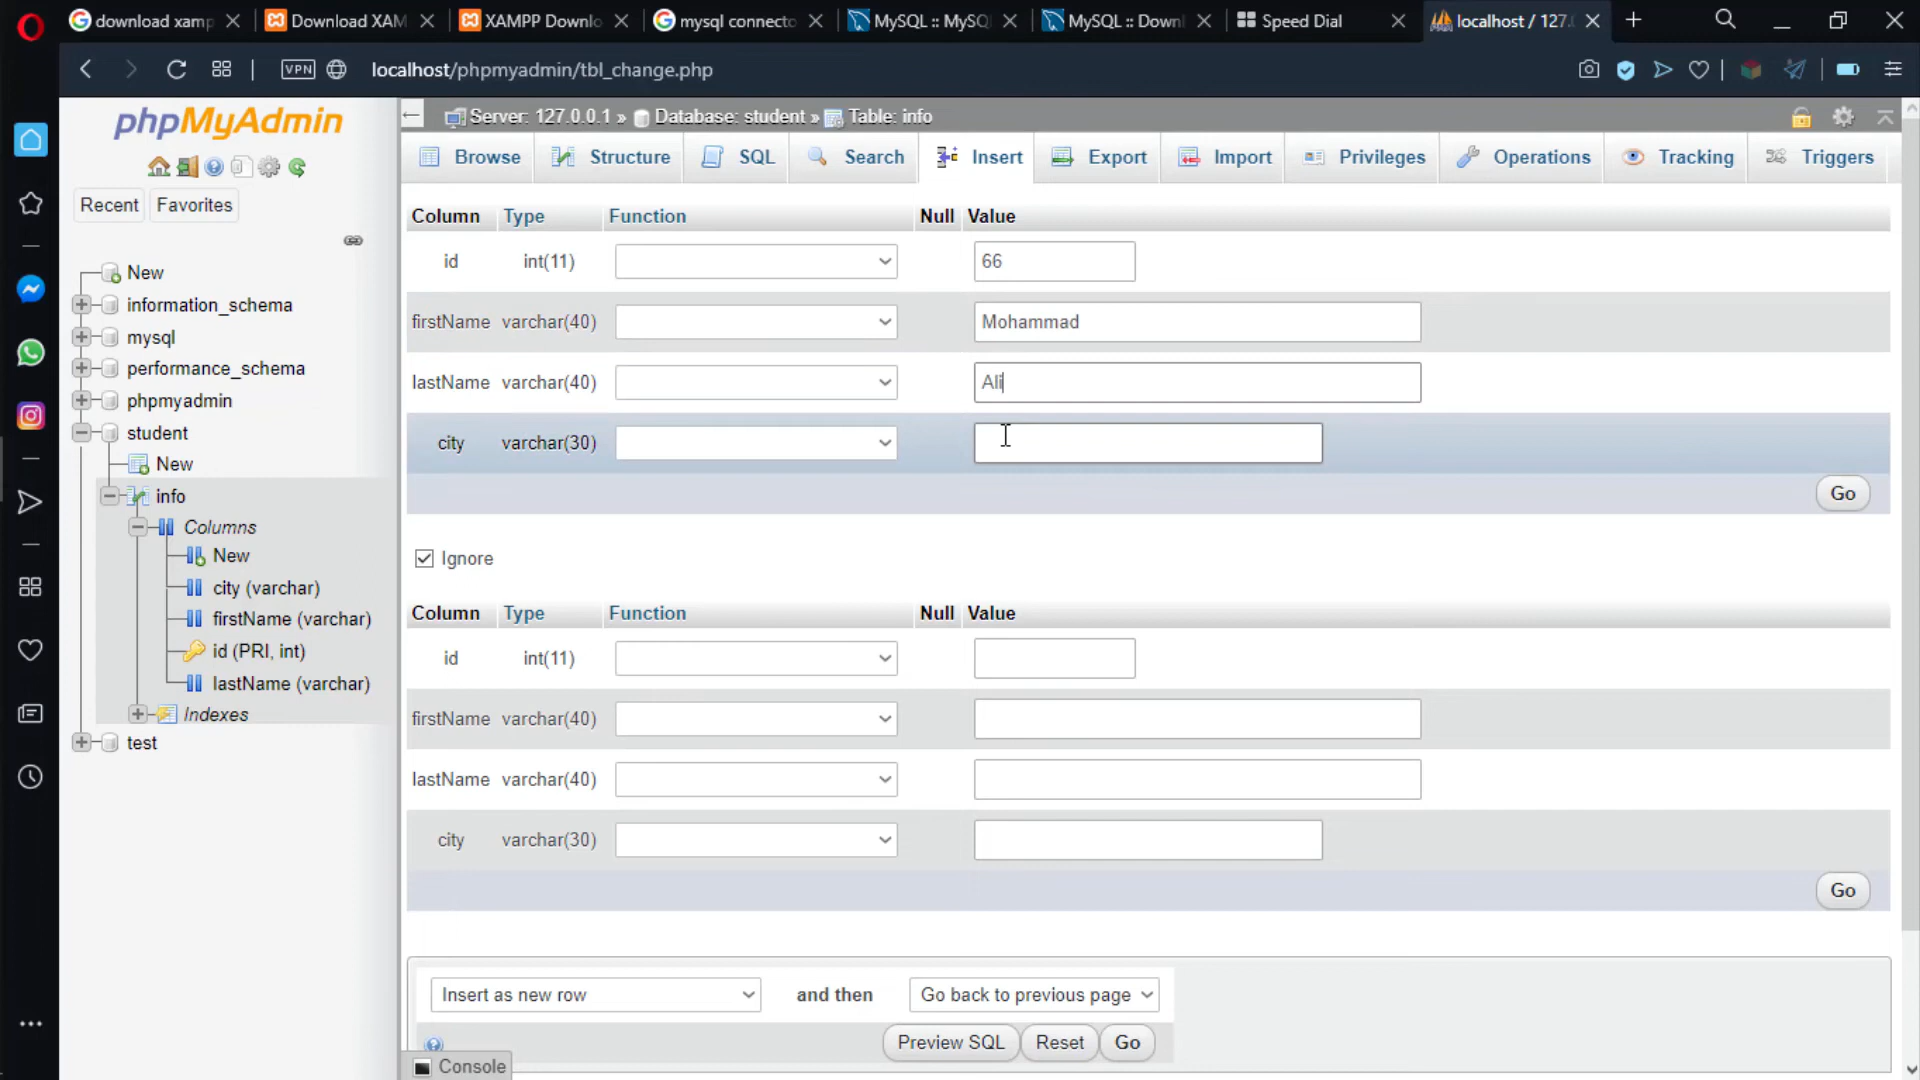 download xamp
Download XAM
XAMPP Downlo
mysql connecto
MySQL :: MySQ
MySQL :: Downl
Speed Dial
localhost / 127.
VPN
localhost/phpmyadmin/tbl_change.php
phpMyAdmin
Recent Favorites
New
information_schema
mysql
performance_schema
phpmyadmin
student
New
info
Columns
New
city (varchar)
firstName (varchar)
id (PRI, int)
lastName (varchar)
Indexes
test
Server: 127.0.0.1 » Database: student » Table: info
Browse Structure SQL Search Insert Export Import Privileges Operations Tracking Triggers
Column Type Function Null Value
id int(11) 66
firstName varchar(40) Mohammad
lastName varchar(40) Ali
city varchar(30)
Go
Ignore
Column Type Function Null Value
id int(11)
firstName varchar(40)
lastName varchar(40)
city varchar(30)
Go
Insert as new row and then Go back to previous page
Preview SQL Reset Go
Console